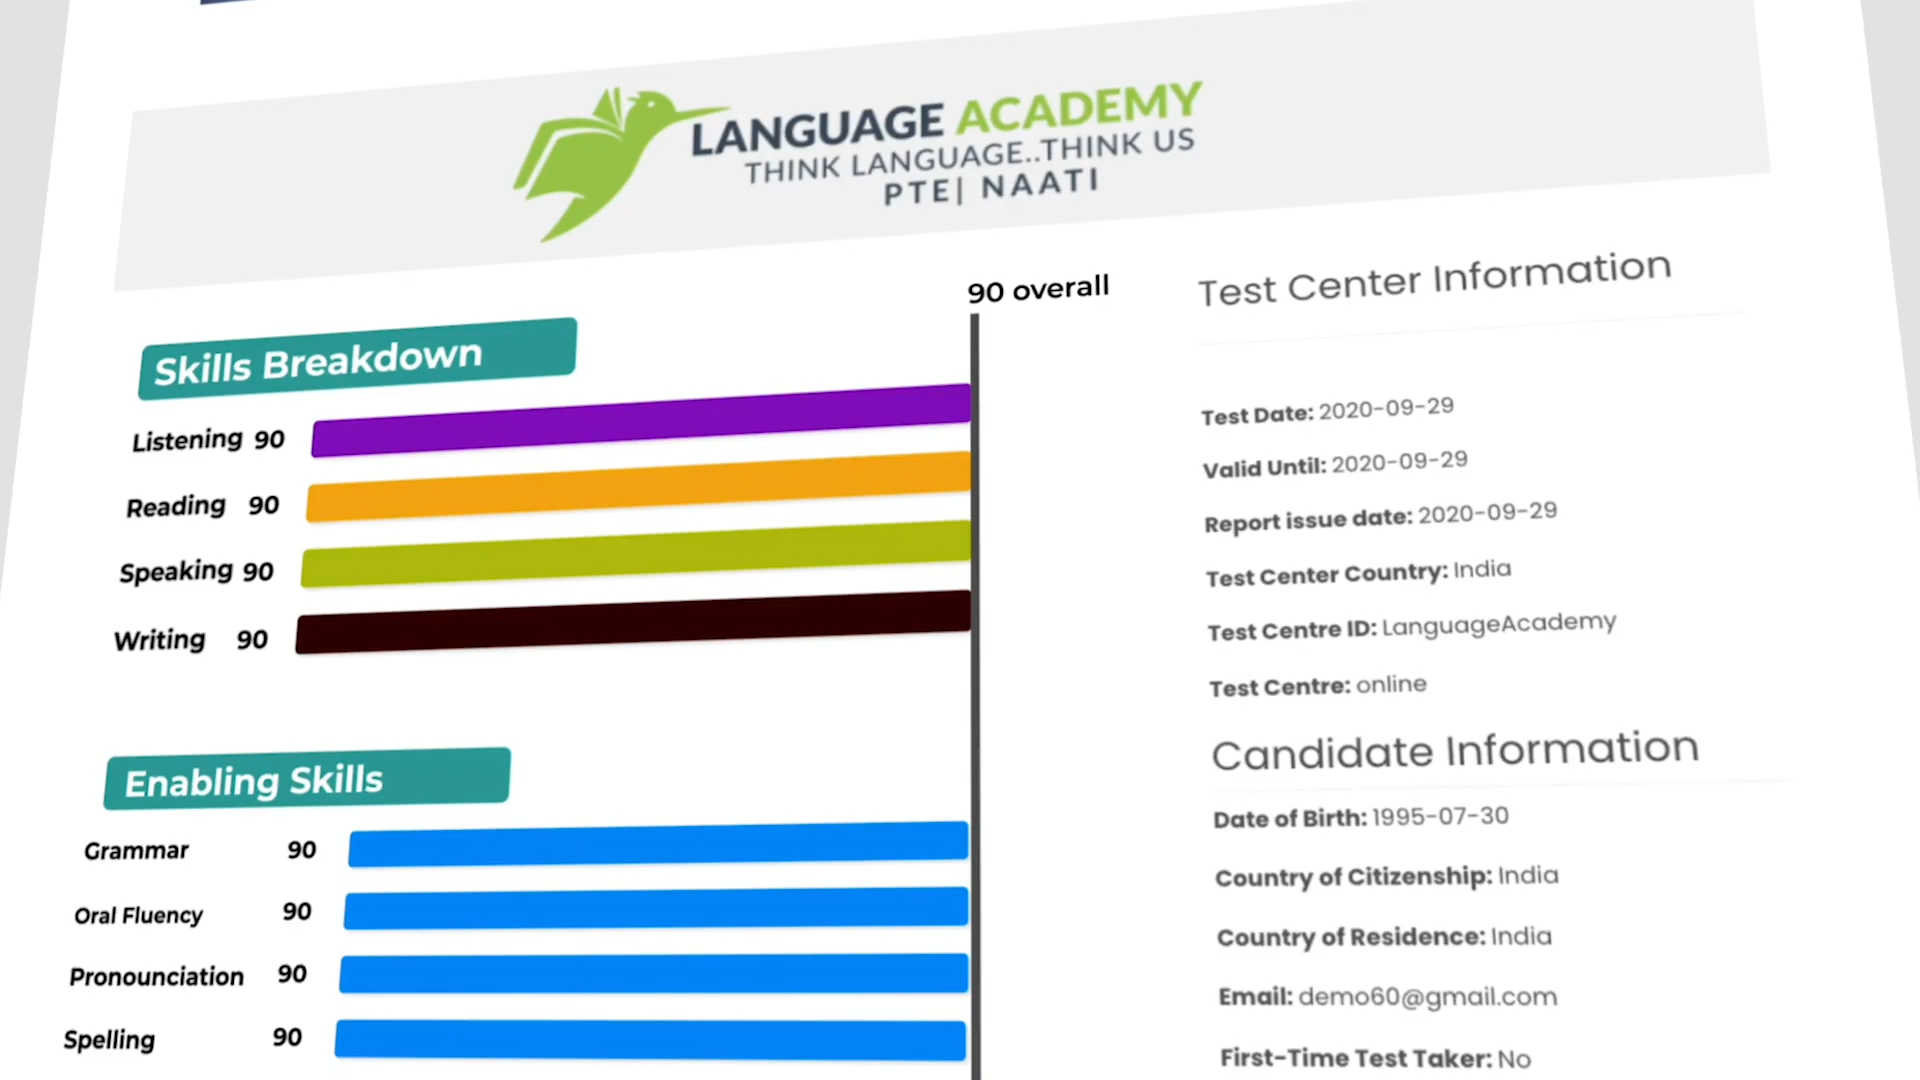 LANGUAGE ACADEMY
THINK LANGUAGE..THINK US
PTE| NAATI
90 overall
Skills Breakdown
Listening 90
Reading 90
Speaking 90
Writing 90
Enabling Skills
Grammar 90
Oral Fluency 90
Pronounciation 90
Spelling 90
Test Center Information
Test Date: 2020-09-29
Valid Until: 2020-09-29
Report issue date: 2020-09-29
Test Center Country: India
Test Centre ID: LanguageAcademy
Test Centre: online
Candidate Information
Date of Birth: 1995-07-30
Country of Citizenship: India
Country of Residence: India
Email: demo60@gmail.com
First-Time Test Taker: No